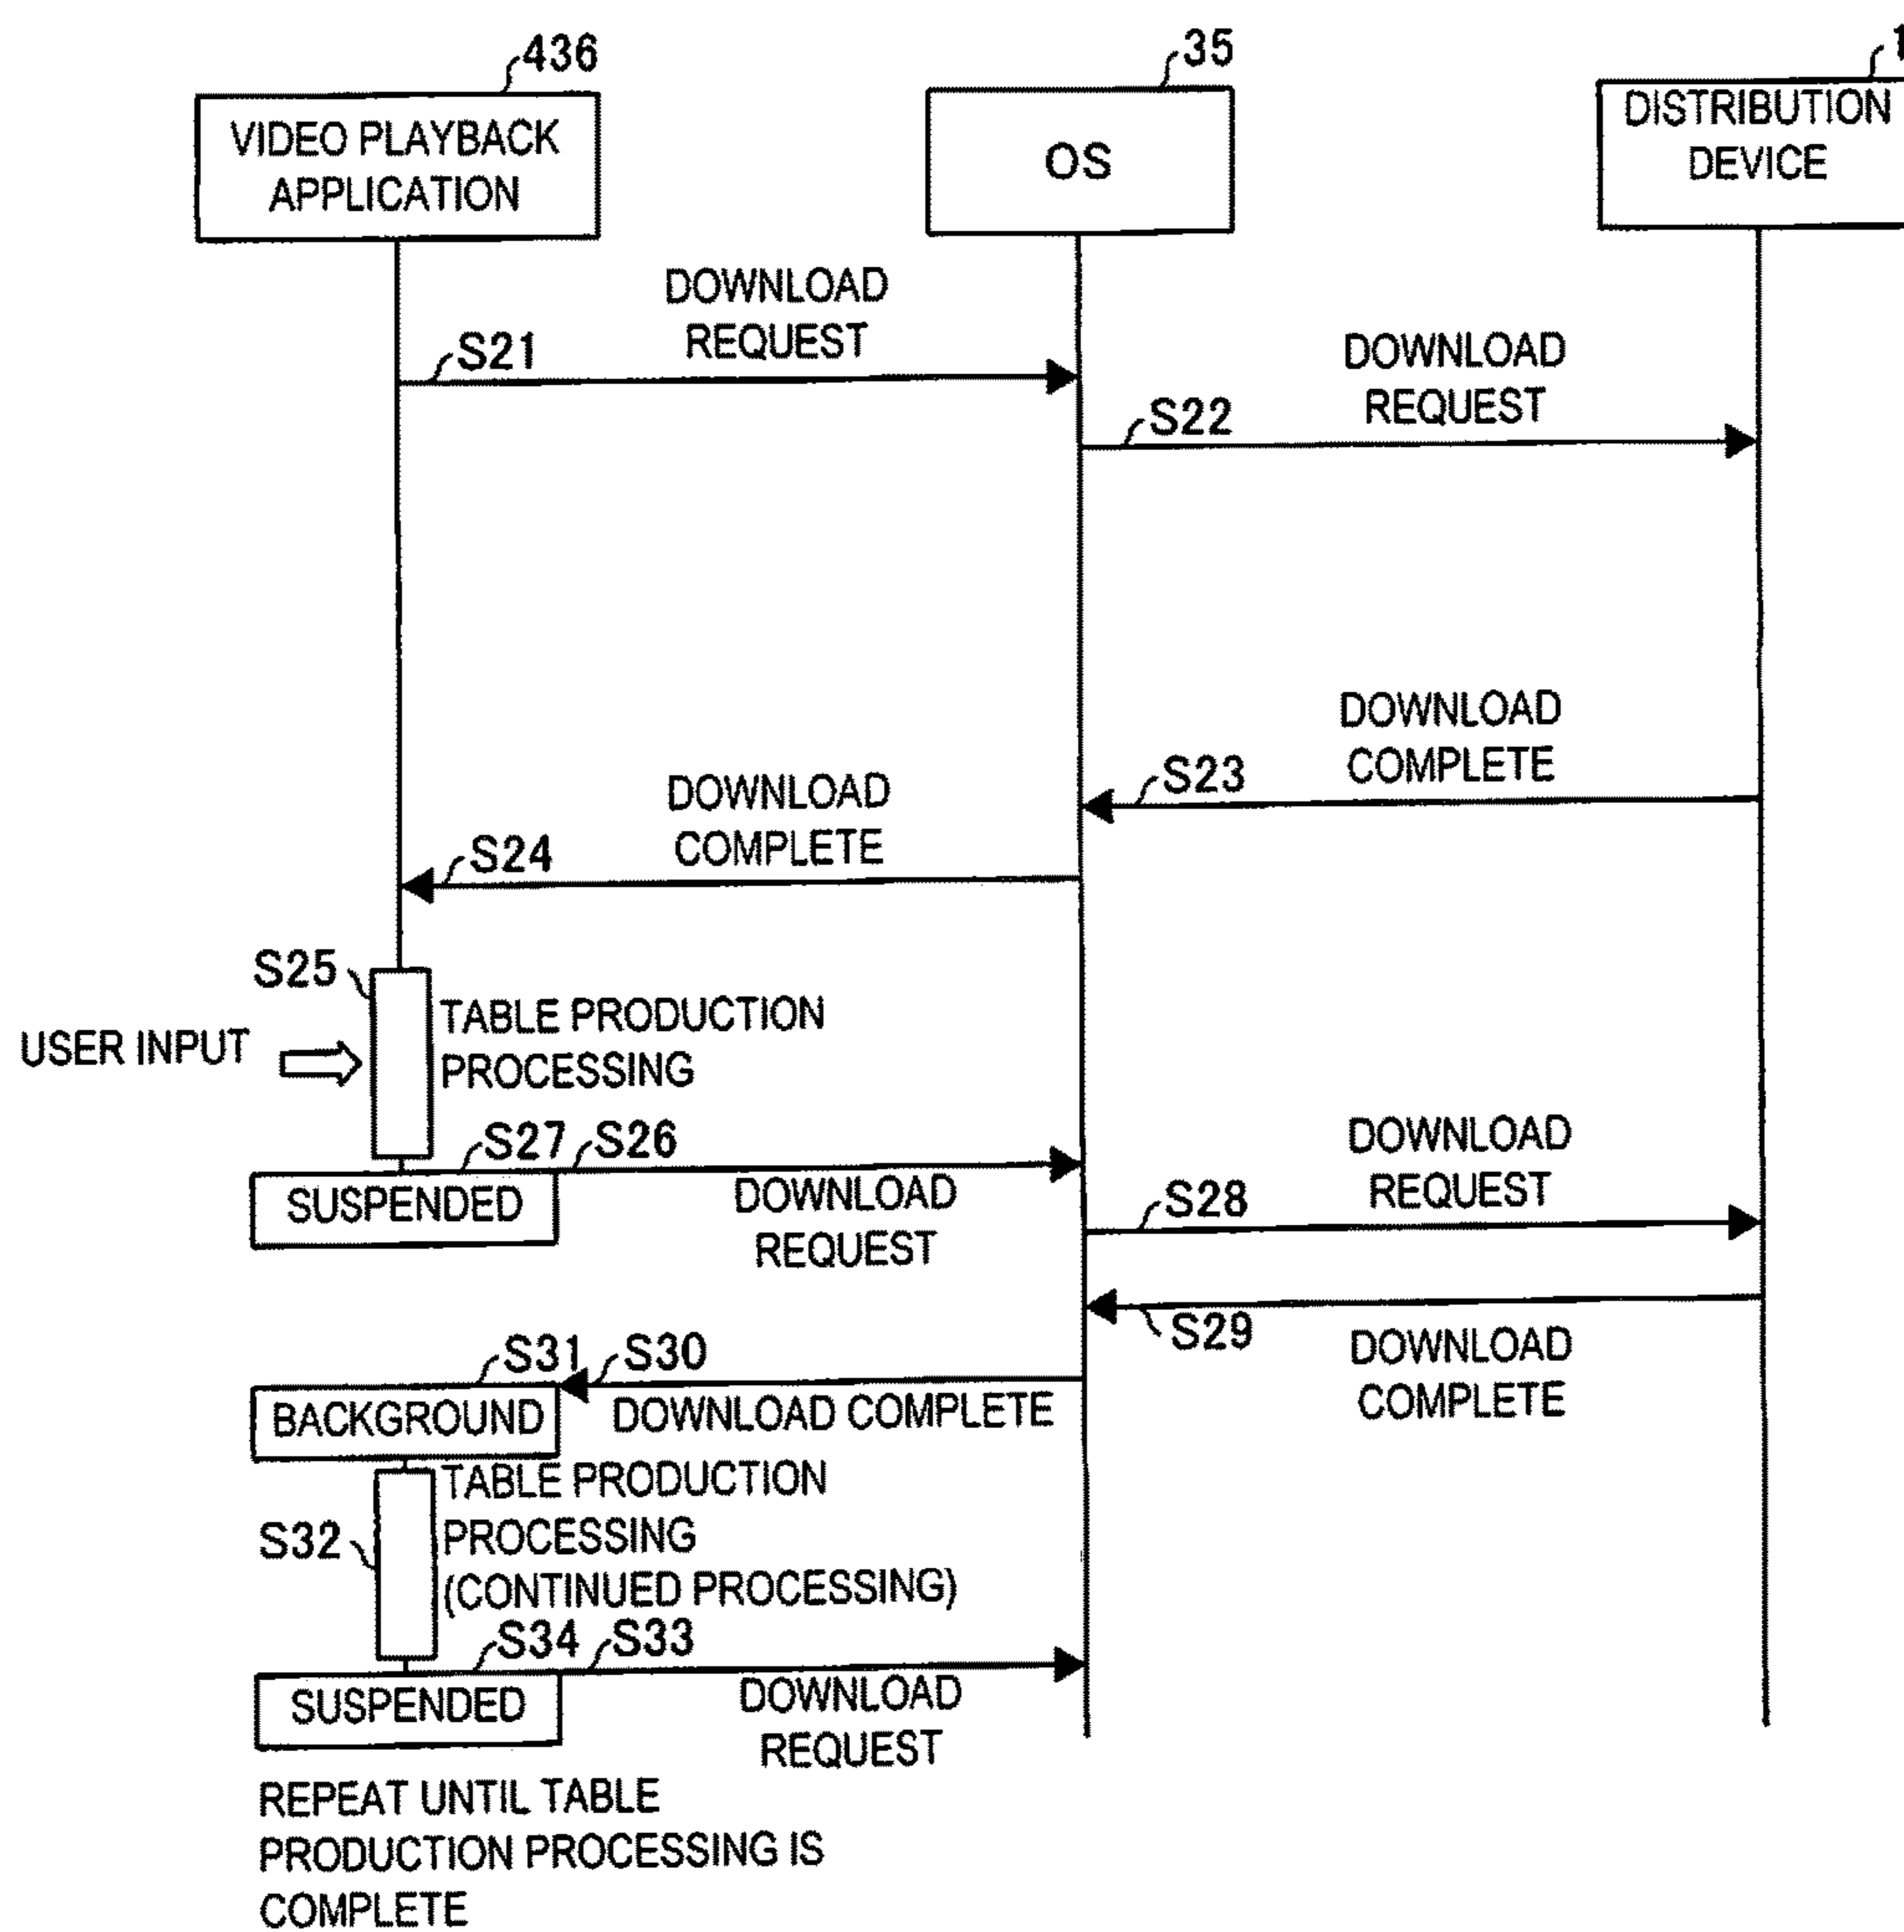 436
35
1
VIDEO PLAYBACK
APPLICATION
OS
DISTRIBUTION
DEVICE
DOWNLOAD
REQUEST
S21
DOWNLOAD
REQUEST
S22
DOWNLOAD
COMPLETE
S23
DOWNLOAD
COMPLETE
S24
S25
TABLE PRODUCTION
PROCESSING
USER INPUT
S27
S26
SUSPENDED
DOWNLOAD
REQUEST
DOWNLOAD
REQUEST
S28
S29
DOWNLOAD
COMPLETE
S31
S30
BACKGROUND
DOWNLOAD COMPLETE
TABLE PRODUCTION
PROCESSING
(CONTINUED PROCESSING)
S32
S34
S33
SUSPENDED
DOWNLOAD
REQUEST
REPEAT UNTIL TABLE
PRODUCTION PROCESSING IS
COMPLETE